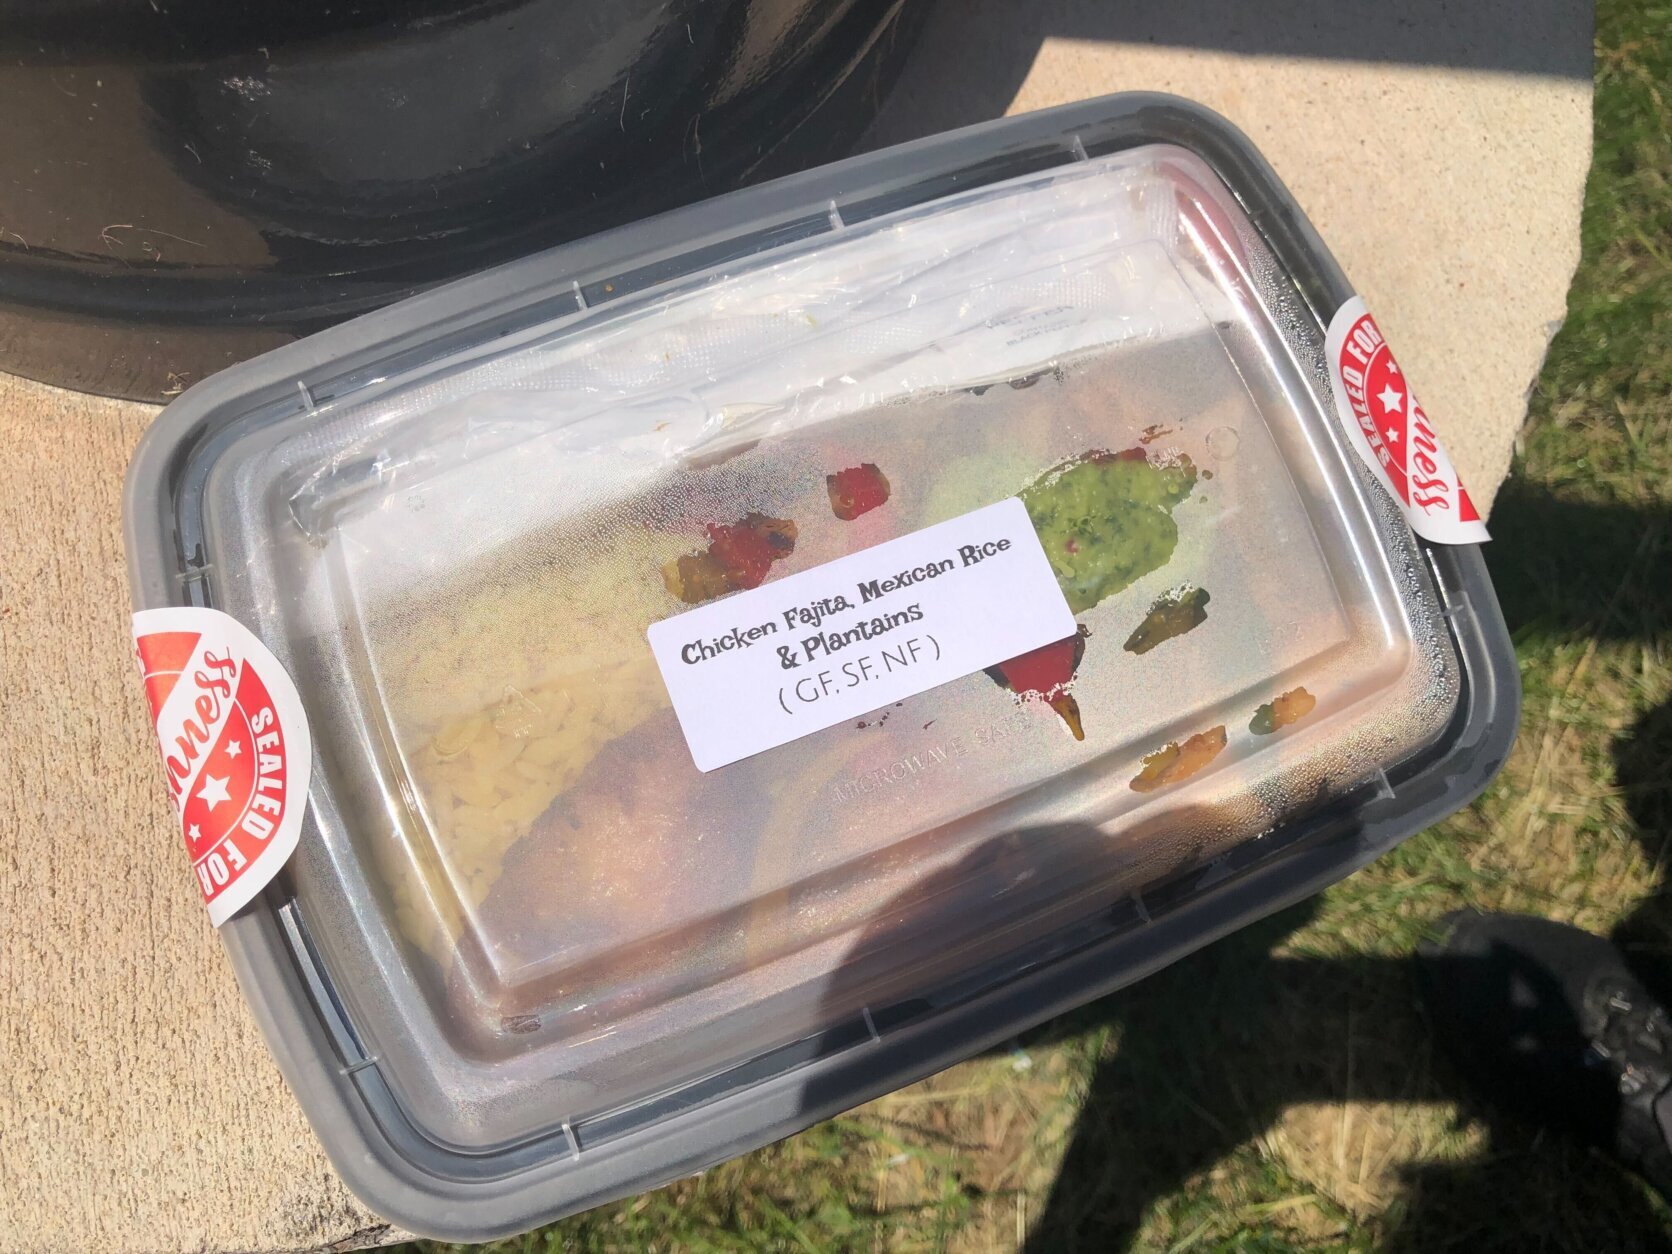 Chicken Fajita, Mexican Rice
& Plantains
( GF, SF, NF )
SEALED FOR
SEALED FOR
MICROWAVE SAFE